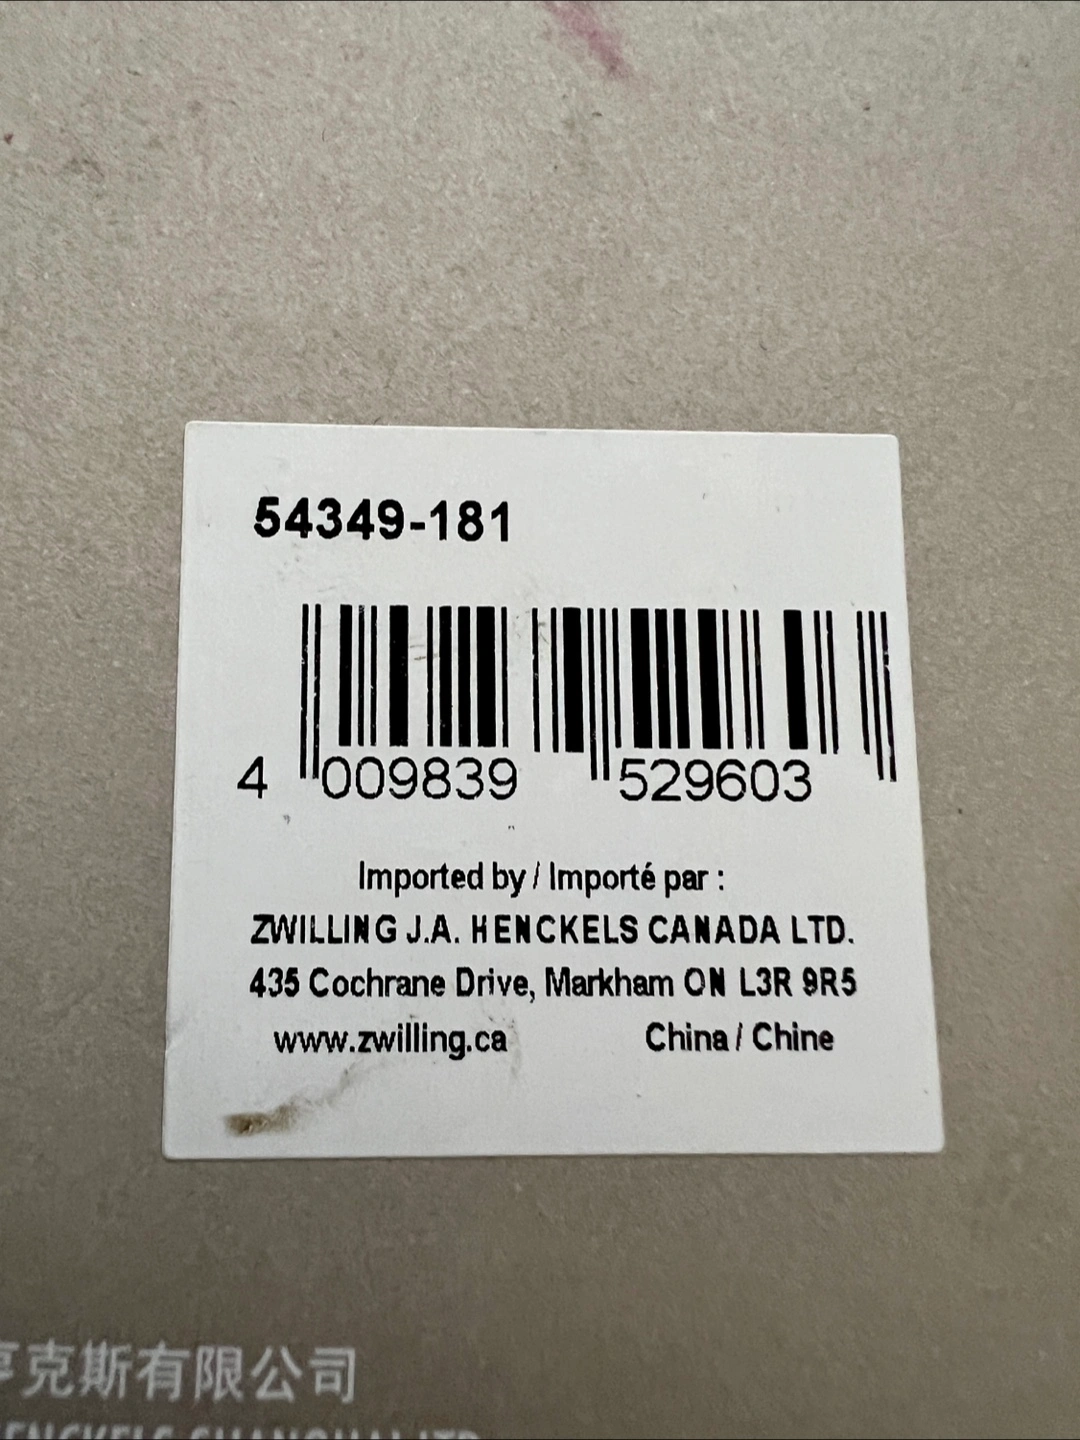 54349-181
4 009839 529603
Imported by / Importé par :
ZWILLING J.A. HENCKELS CANADA LTD.
435 Cochrane Drive, Markham ON L3R 9R5
www.zwilling.ca China / Chine
克斯有限公司